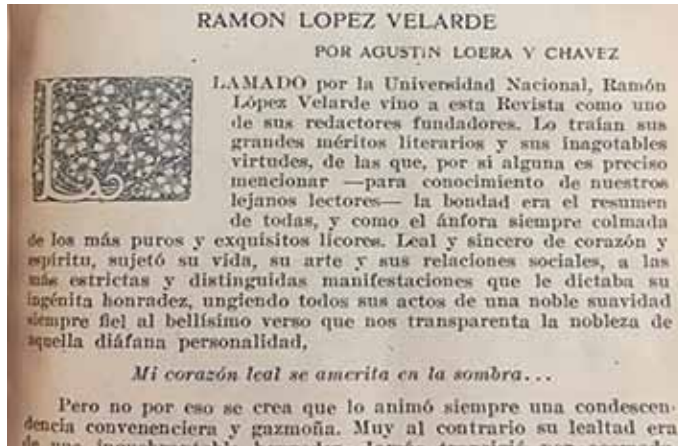 RAMON LOPEZ VELARDE
POR AGUSTIN LOERA Y CHAVEZ
LLAMADO por la Universidad Nacional, Ramón
López Velarde vino a esta Revista como uno
de sus redactores fundadores. Lo traían sus
grandes méritos literarios y sus inagotables
virtudes, de las que, por si alguna es preciso
mencionar —para conocimiento de nuestros
lejanos lectores— la bondad era el resumen
de todas, y como el ánfora siempre colmada
de los más puros y exquisitos licores. Leal y sincero de corazón y
espíritu, sujetó su vida, su arte y sus relaciones sociales, a las
más estrictas y distinguidas manifestaciones que le dictaba su
ingénita honradez, ungiendo todos sus actos de una noble suavidad
siempre fiel al bellísimo verso que nos transparenta la nobleza de
aquella diáfana personalidad,
Mi corazón leal se amerita en la sombra...
Pero no por eso se crea que lo animó siempre una condescen-
dencia convenenciera y gazmoña. Muy al contrario su lealtad era
de una